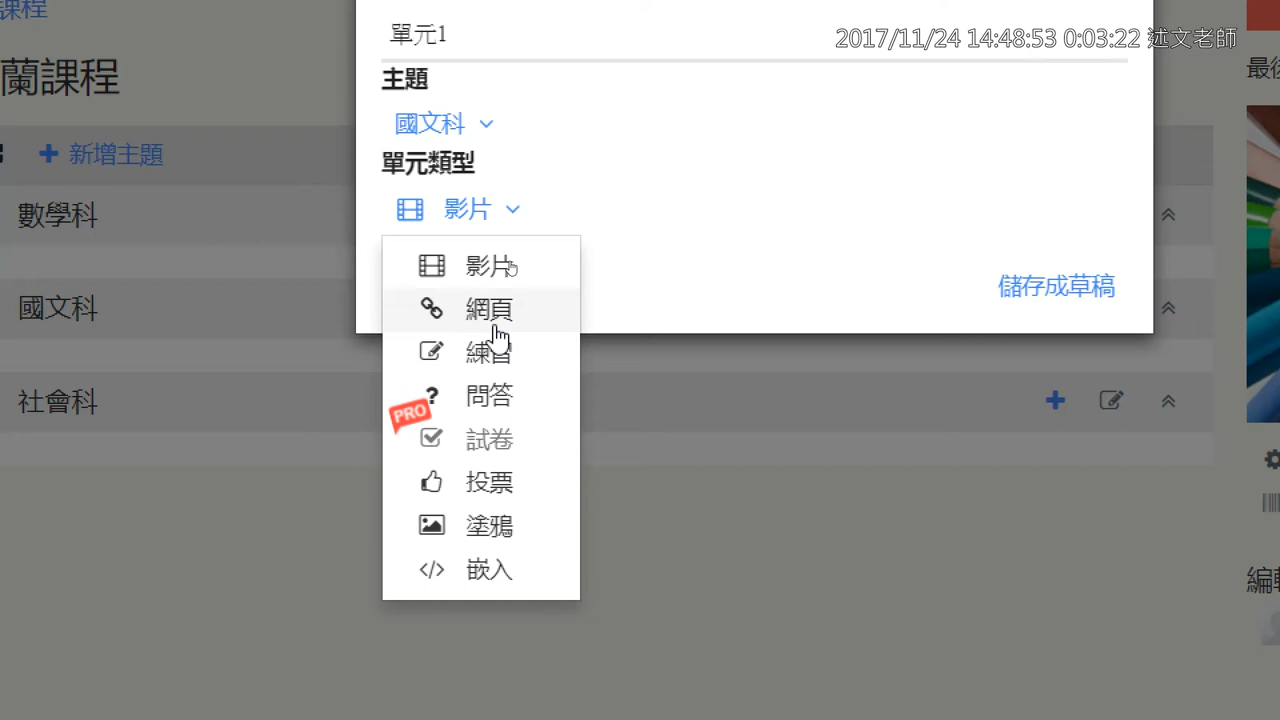 課程
單元1
2017/11/24 14:48:53 0:03:22 述文老師
蘭課程
主題
國文科
新增主題
單元類型
數學科
影片
影片
儲存成草稿
網頁
國文科
練習
問答
社會科
PRO
試卷
投票
塗鴉
嵌入